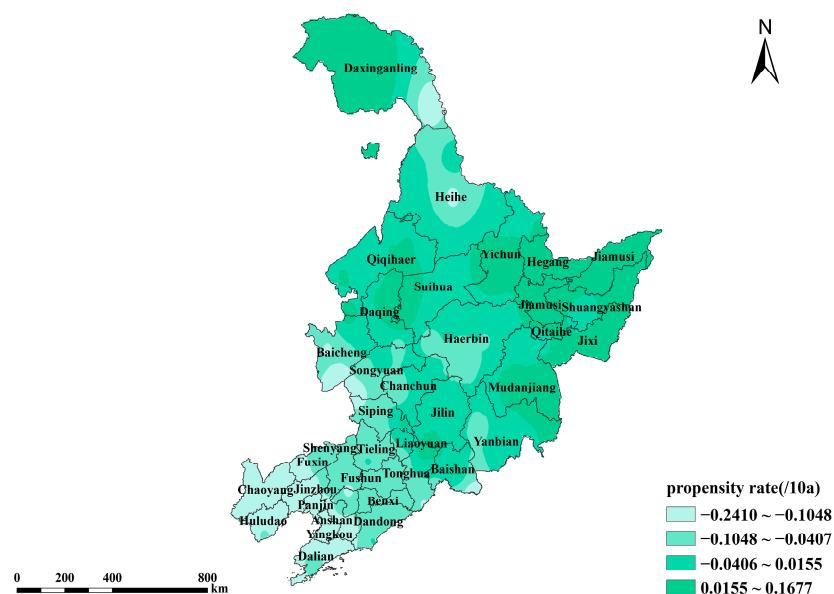 N
Daxinganling
Heihe
Qiqihaer
Yichun
Hegang
Jiamusi
Suihua
Daqing
Jiamusi
Shuangyashan
Haerbin
Qitaihe
Jixi
Baicheng
Songyuan
Chanchun
Mudanjiang
Siping
Jilin
Shenyang
Tieling
Liaoyuan
Yanbian
Fuxin
Fushun
Tonghua
Baishan
Chaoyang
Jinzhou
Panjin
Benxi
Huludao
Anshan
Dandong
Yingkou
Dalian
propensity rate(/10a)
−0.2410 ~ −0.1048
−0.1048 ~ −0.0407
−0.0406 ~ 0.0155
0.0155 ~ 0.1677
0 200 400 600 800
km